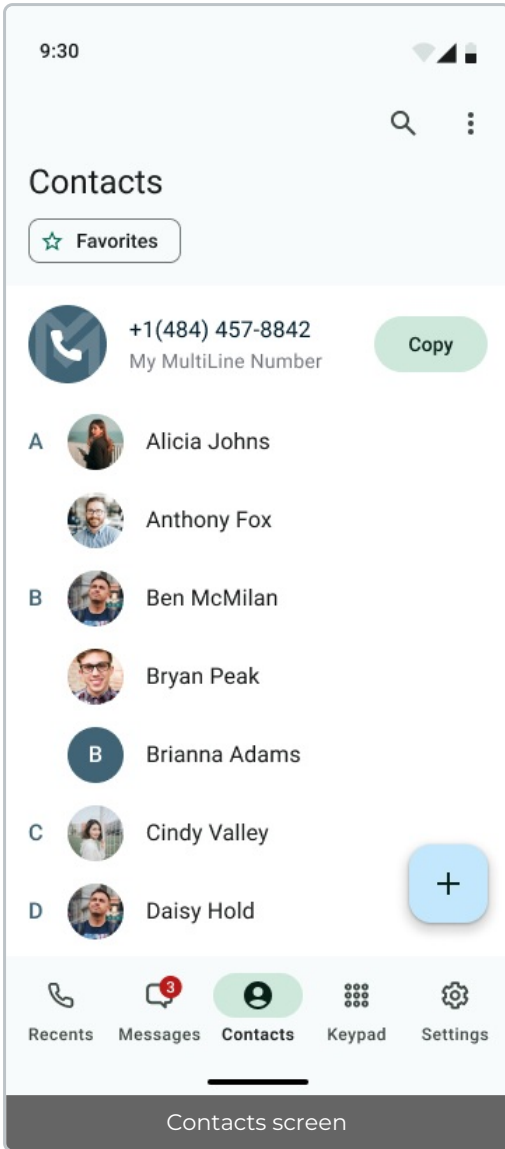 9:30
Contacts
Favorites
+1(484) 457-8842
My MultiLine Number
Copy
A
Alicia Johns
Anthony Fox
B
Ben McMilan
Bryan Peak
B
Brianna Adams
C
Cindy Valley
D
Daisy Hold
3
Recents Messages Contacts Keypad Settings
Contacts screen